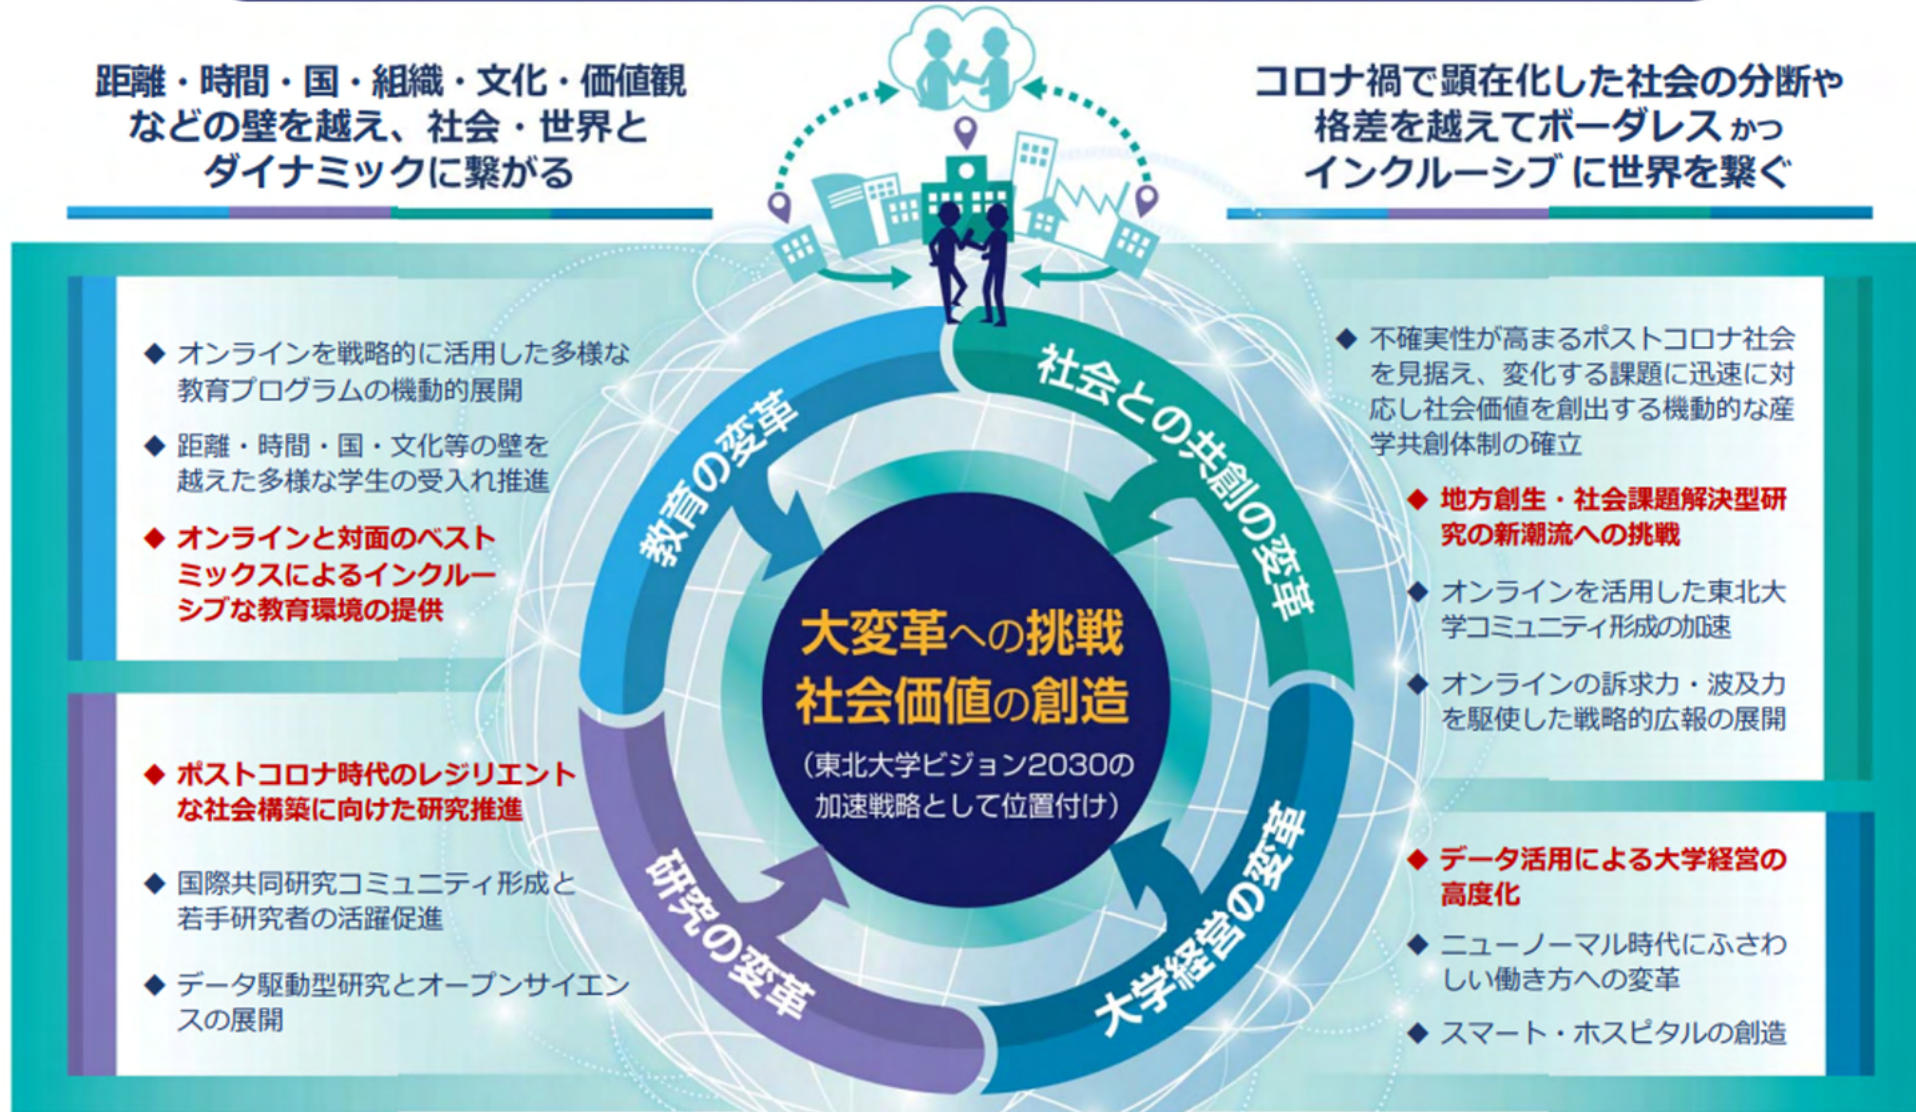 距離・時間・国・組織・文化・価値観
などの壁を越え、社会・世界と
ダイナミックに繋がる
コロナ禍で顕在化した社会の分断や
格差を越えてボーダレス かつ
インクルーシブ に世界を繋ぐ
◆ オンラインを戦略的に活用した多様な
教育プログラムの機動的展開
◆ 距離・時間・国・文化等の壁を
越えた多様な学生の受入れ推進
◆ オンラインと対面のベスト
ミックスによるインクルー
シブな教育環境の提供
◆ ポストコロナ時代のレジリエント
な社会構築に向けた研究推進
◆ 国際共同研究コミュニティ形成と
若手研究者の活躍促進
◆ データ駆動型研究とオープンサイエン
スの展開
教育の変革
社会との共創の変革
研究の変革
大学経営の変革
大変革への挑戦
社会価値の創造
（東北大学ビジョン2030の
加速戦略として位置付け）
◆ 不確実性が高まるポストコロナ社会
を見据え、変化する課題に迅速に対
応し社会価値を創出する機動的な産
学共創体制の確立
◆ 地方創生・社会課題解決型研
究の新潮流への挑戦
◆ オンラインを活用した東北大
学コミュニティ形成の加速
◆ オンラインの訴求力・波及力
を駆使した戦略的広報の展開
◆ データ活用による大学経営の
高度化
◆ ニューノーマル時代にふさわ
しい働き方への変革
◆ スマート・ホスピタルの創造